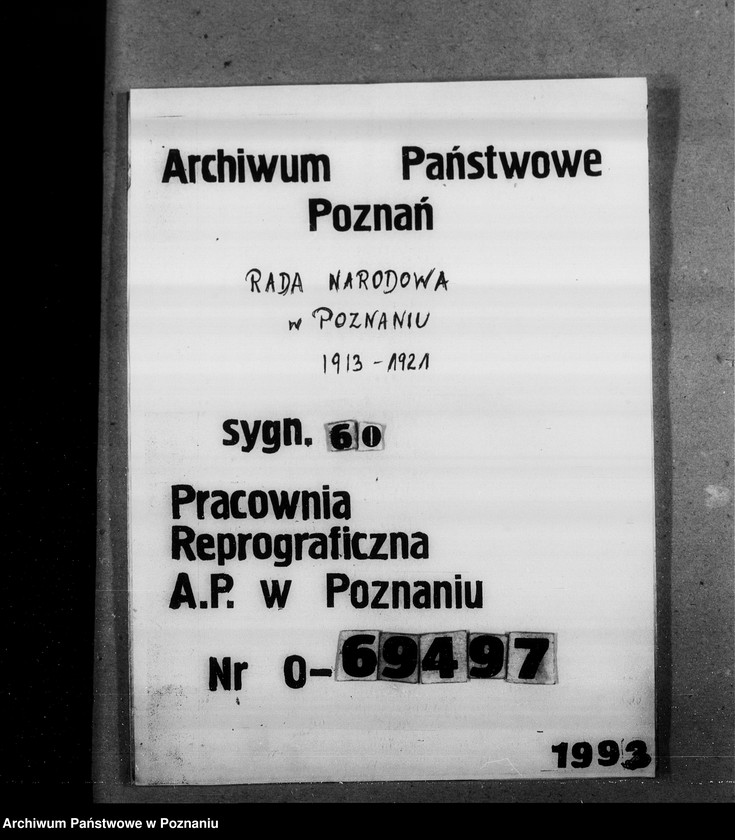 Archiwum Państwowe
Poznań
RADA NARODOWA
w POZNANIU
1913-1921
sygn. 60
Pracownia
Reprograficzna
A.P. w Poznaniu
Nr O-69497
1993
Archiwum Państwowe w Poznaniu